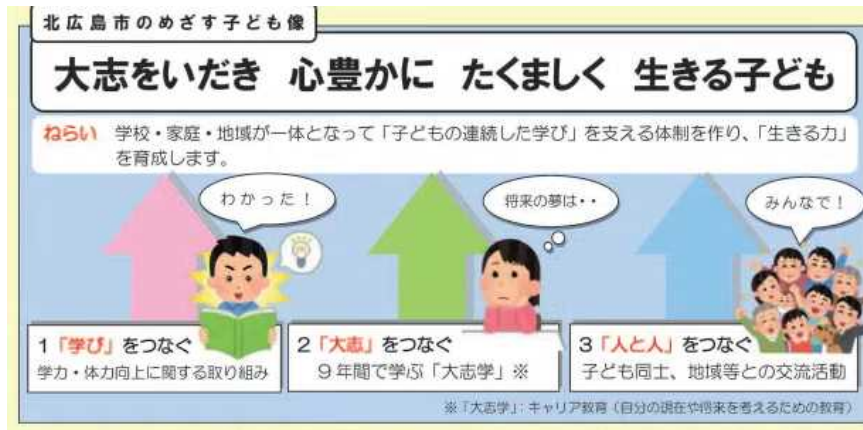 北広島市のめざす子ども像
大志をいだき 心豊かに たくましく 生きる子ども
ねらい 学校・家庭・地域が一体となって「子どもの連続した学び」を支える体制を作り、「生きる力」
を育成します。
わかった！
将来の夢は・・
みんなで！
1「学び」をつなぐ
学力・体力向上に関する取り組み
2「大志」をつなぐ
9年間で学ぶ「大志学」※
3「人と人」をつなぐ
子ども同士、地域等との交流活動
※「大志学」：キャリア教育（自分の現在や将来を考えるための教育）